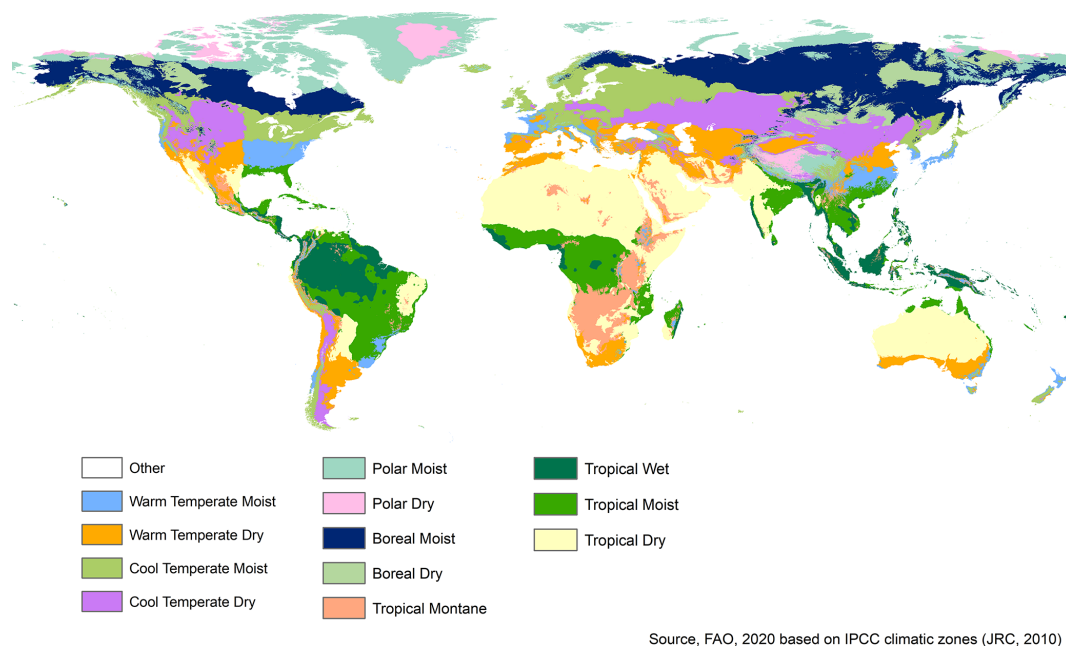 Other
Warm Temperate Moist
Warm Temperate Dry
Cool Temperate Moist
Cool Temperate Dry
Polar Moist
Polar Dry
Boreal Moist
Boreal Dry
Tropical Montane
Tropical Wet
Tropical Moist
Tropical Dry
Source, FAO, 2020 based on IPCC climatic zones (JRC, 2010)